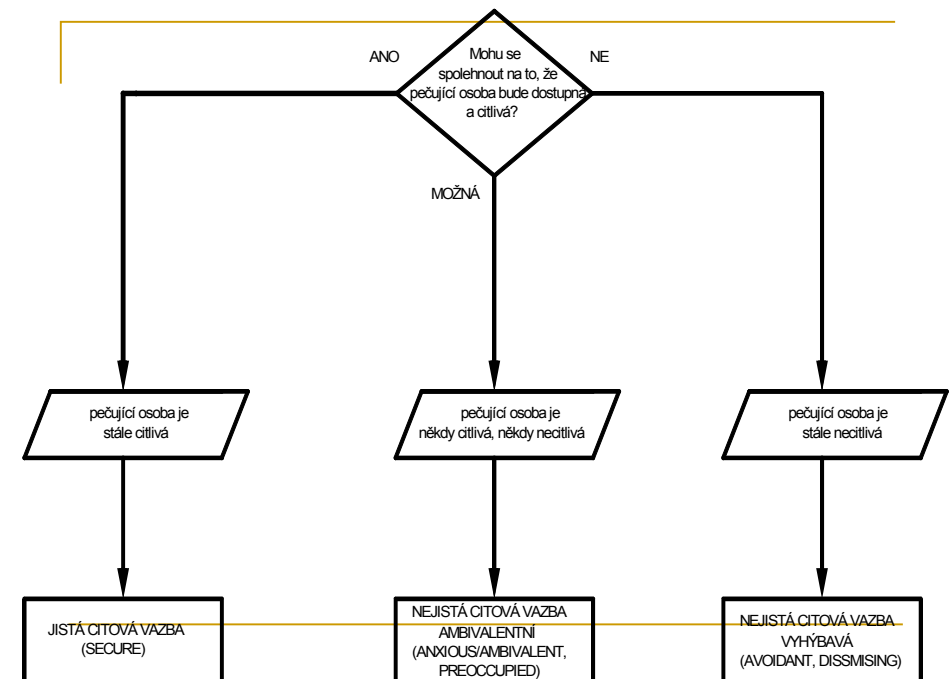 ANO
Mohu se
spolehnout na to, že
pečující osoba bude dostupná
a citlivá?
NE
MOŽNÁ
pečující osoba je
stále citlivá
pečující osoba je
někdy citlivá, někdy necitlivá
pečující osoba je
stále necitlivá
JISTÁ CITOVÁ VAZBA
(SECURE)
NEJISTÁ CITOVÁ VAZBA
AMBIVALENTNÍ
(ANXIOUS/AMBIVALENT,
PREOCCUPIED)
NEJISTÁ CITOVÁ VAZBA
VYHÝBAVÁ
(AVOIDANT, DISSMISING)